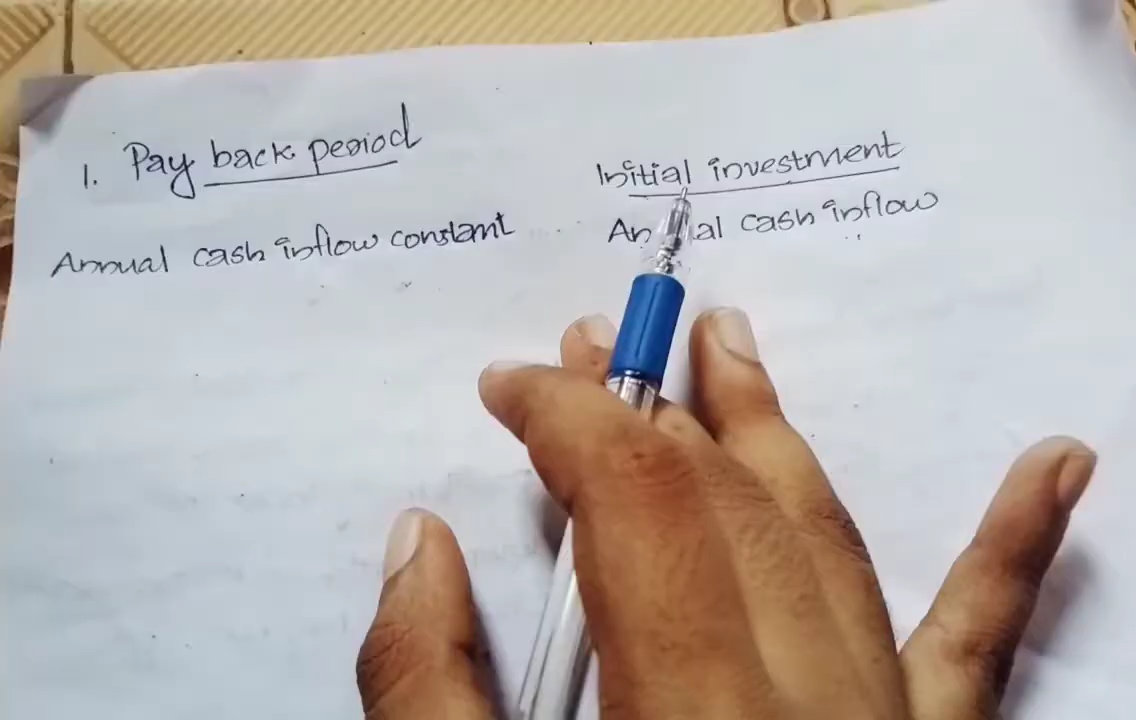 1. Pay back period
Annual cash inflow constant
Initial investment
cash inflow